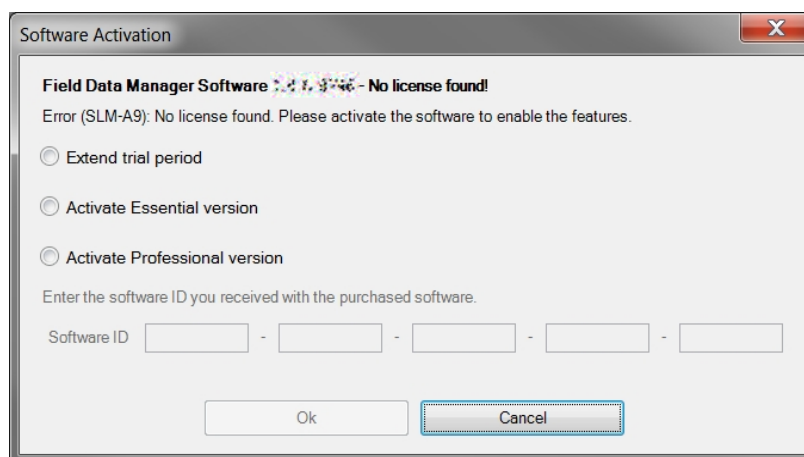 Software Activation
Field Data Manager Software - No license found!
Error (SLM-A9): No license found. Please activate the software to enable the features.
Extend trial period
Activate Essential version
Activate Professional version
Enter the software ID you received with the purchased software.
Software ID - - - -
Ok Cancel